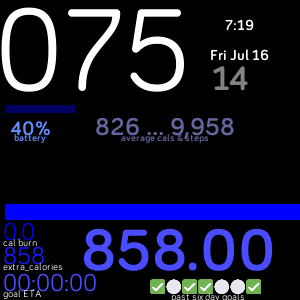 075
7:19
Fri Jul 16
14
40%
battery
826 ... 9,958
average cals & steps
0.0
cal burn
858
extra_calories
858.00
00:00:00
goal ETA
past six day goals